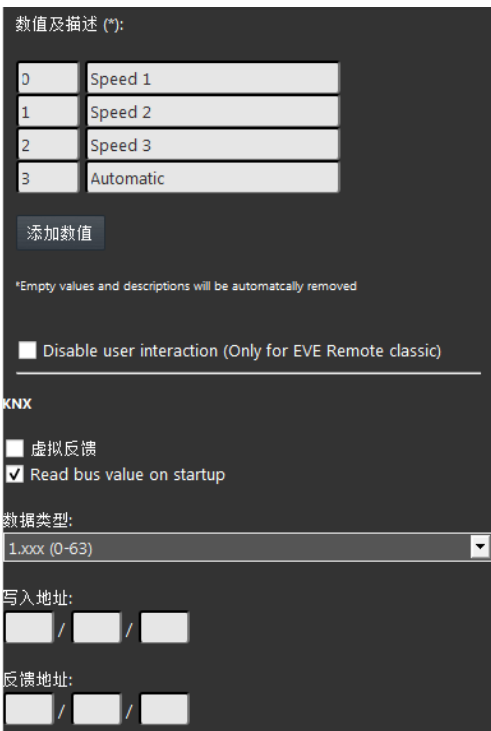 数值及描述 (*):
0 Speed 1
1 Speed 2
2 Speed 3
3 Automatic
添加数值
*Empty values and descriptions will be automatcally removed
Disable user interaction (Only for EVE Remote classic)
KNX
虚拟反馈
Read bus value on startup
数据类型:
1.xxx (0-63)
写入地址:
/ /
反馈地址:
/ /